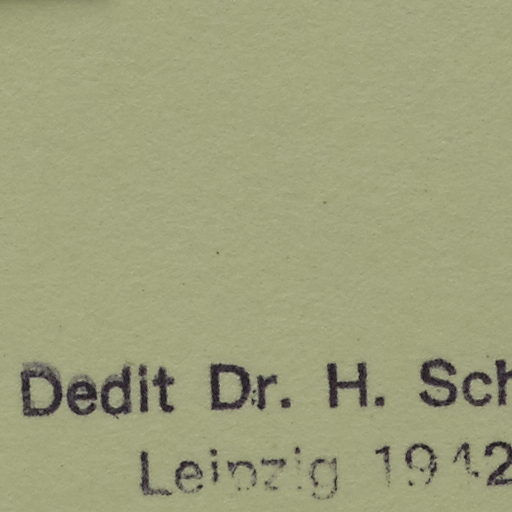 Dedit Dr. H. Sch
Leipzig 1942